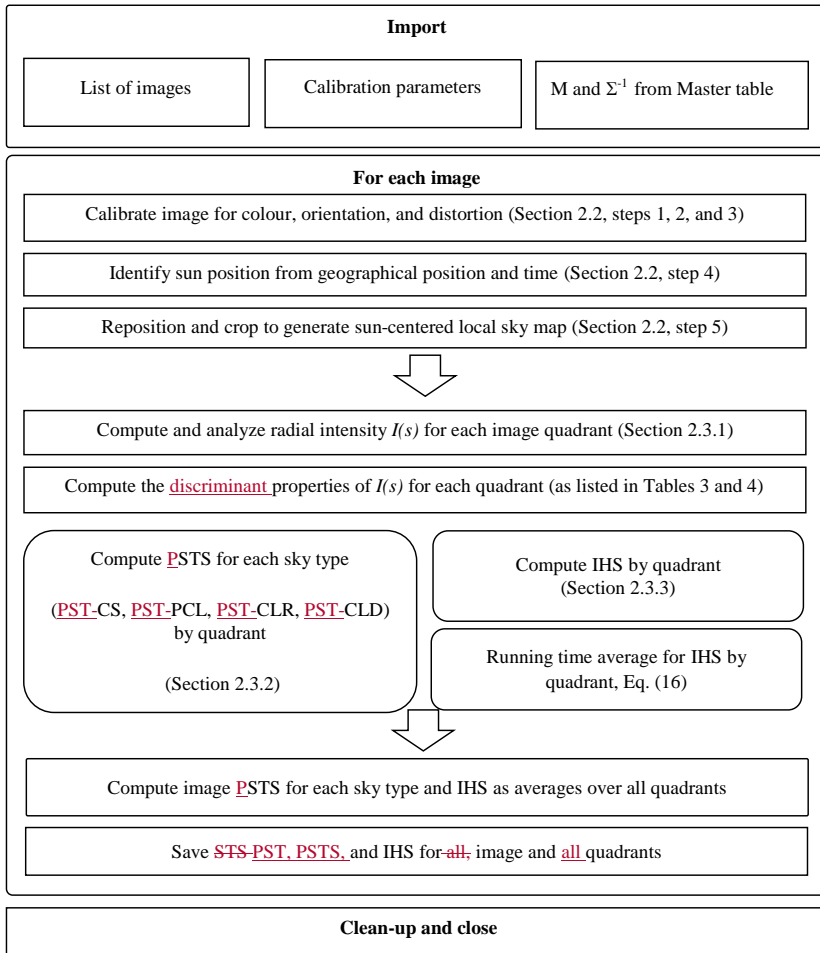 Import
List of images
Calibration parameters
M and Σ⁻¹ from Master table
For each image
Calibrate image for colour, orientation, and distortion (Section 2.2, steps 1, 2, and 3)
Identify sun position from geographical position and time (Section 2.2, step 4)
Reposition and crop to generate sun-centered local sky map (Section 2.2, step 5)
Compute and analyze radial intensity I(s) for each image quadrant (Section 2.3.1)
Compute the discriminant properties of I(s) for each quadrant (as listed in Tables 3 and 4)
Compute PSTS for each sky type
(PST-CS, PST-PCL, PST-CLR, PST-CLD)
by quadrant
(Section 2.3.2)
Compute IHS by quadrant
(Section 2.3.3)
Running time average for IHS by
quadrant, Eq. (16)
Compute image PSTS for each sky type and IHS as averages over all quadrants
Save STS PST, PSTS, and IHS for all, image and all quadrants
Clean-up and close